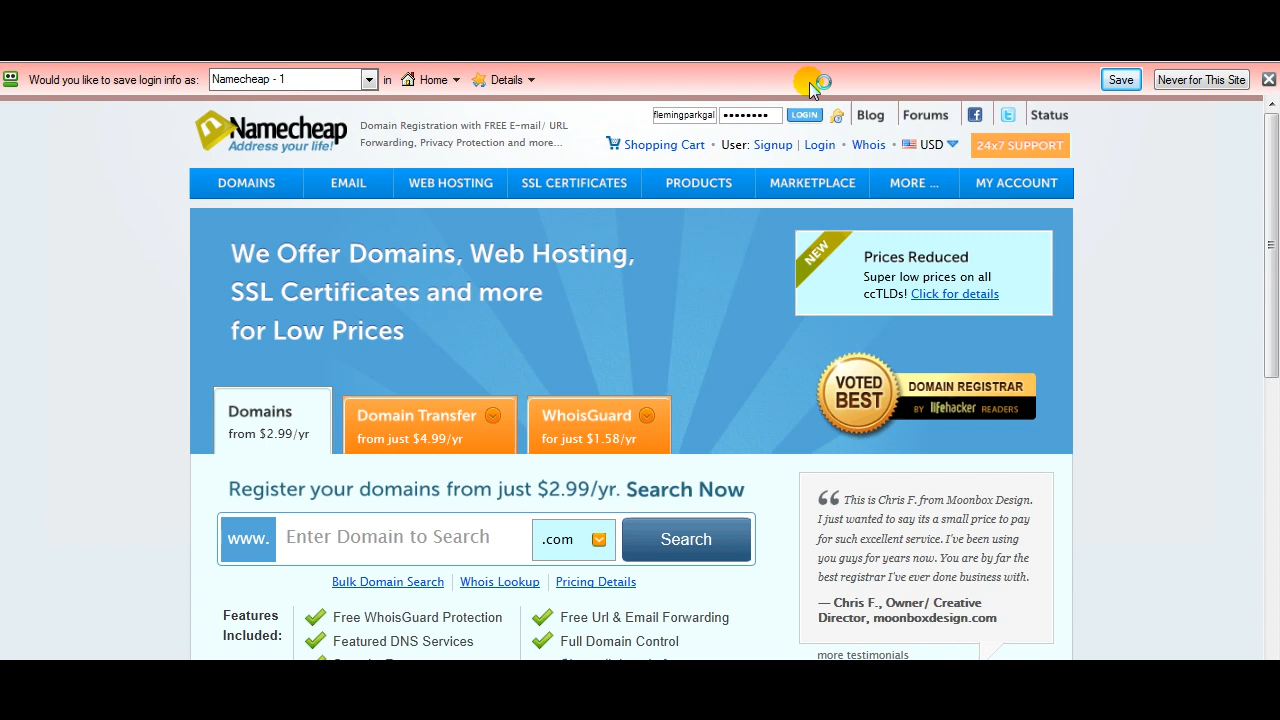 Would you like to save login info as: Namecheap - 1 in Home Details Save Never for This Site
flemingparkgal •••••••• LOGIN Blog Forums Status
Namecheap
Address your life!
Domain Registration with FREE E-mail/ URL
Forwarding, Privacy Protection and more...
Shopping Cart • User: Signup | Login • Whois • USD 24x7 SUPPORT
DOMAINS EMAIL WEB HOSTING SSL CERTIFICATES PRODUCTS MARKETPLACE MORE ... MY ACCOUNT
We Offer Domains, Web Hosting,
SSL Certificates and more
for Low Prices
NEW
Prices Reduced
Super low prices on all
ccTLDs! Click for details
VOTED
BEST
DOMAIN REGISTRAR
BY lifehacker READERS
Domains
from $2.99/yr
Domain Transfer
from just $4.99/yr
WhoisGuard
for just $1.58/yr
Register your domains from just $2.99/yr. Search Now
www. Enter Domain to Search .com Search
Bulk Domain Search Whois Lookup Pricing Details
Features
Included:
Free WhoisGuard Protection
Featured DNS Services
Free Url & Email Forwarding
Full Domain Control
“ This is Chris F. from Moonbox Design.
I just wanted to say its a small price to pay
for such excellent service. I've been using
you guys for years now. You are by far the
best registrar I've ever done business with.
— Chris F., Owner/ Creative
Director, moonboxdesign.com
more testimonials